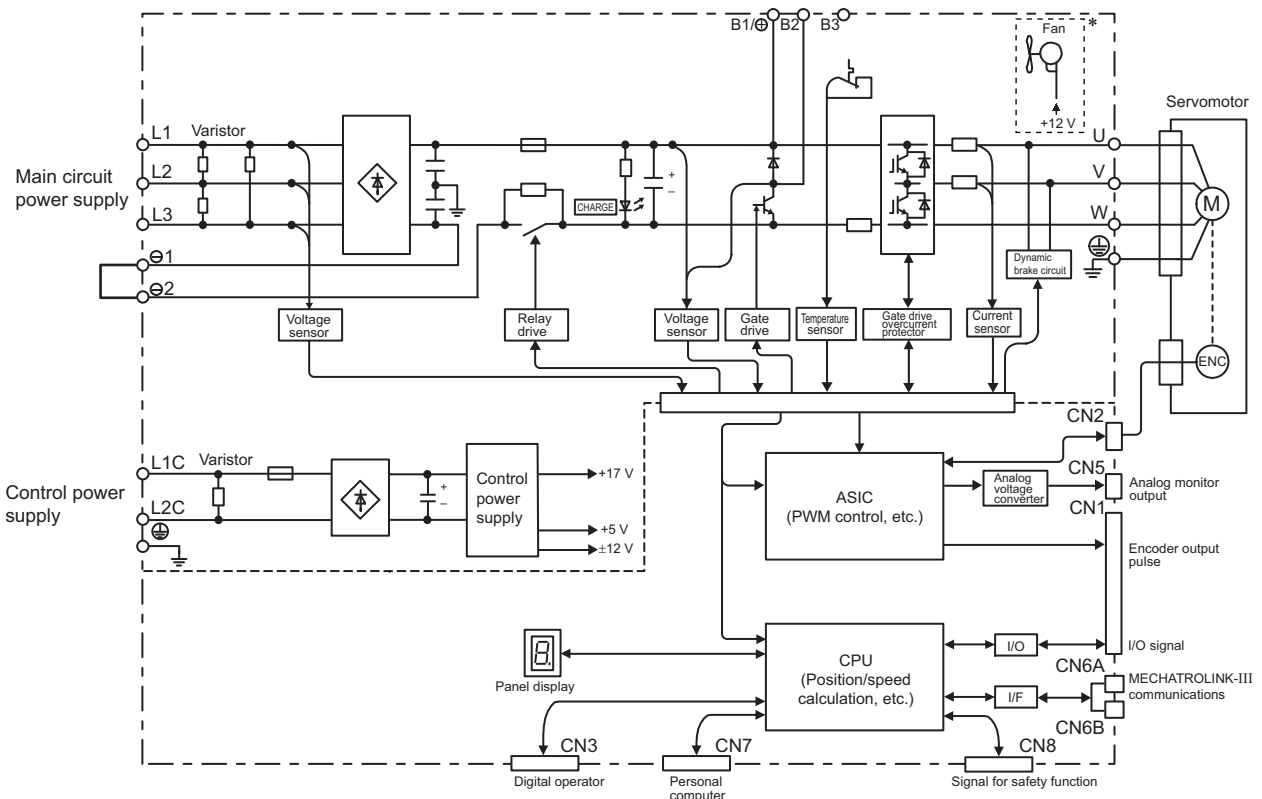 B1/⊕ B2 B3
Fan *
+12 V
Servomotor
Main circuit
power supply
L1 Varistor
L2
L3
⊖1
⊖2
CHARGE
+
–
U
V
W
M
ENC
Dynamic
brake circuit
Voltage
sensor
Relay
drive
Voltage
sensor
Gate
drive
Temperature
sensor
Gate drive
overcurrent
protector
Current
sensor
Control power
supply
L1C Varistor
L2C
+
–
Control
power
supply
+17 V
+5 V
±12 V
ASIC
(PWM control, etc.)
Analog
voltage
converter
CN2
CN5
Analog monitor
output
CN1
Encoder output
pulse
I/O
I/O signal
CPU
(Position/speed
calculation, etc.)
I/F
CN6A
MECHATROLINK-III
communications
CN6B
8.
Panel display
CN3
Digital operator
CN7
Personal
computer
CN8
Signal for safety function